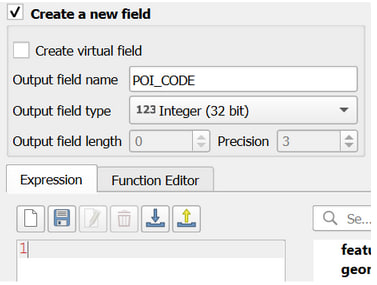 Create a new field
Create virtual field
Output field name POI_CODE
Output field type 123 Integer (32 bit)
Output field length 0 Precision 3
Expression Function Editor
Se...
1
featu
geor